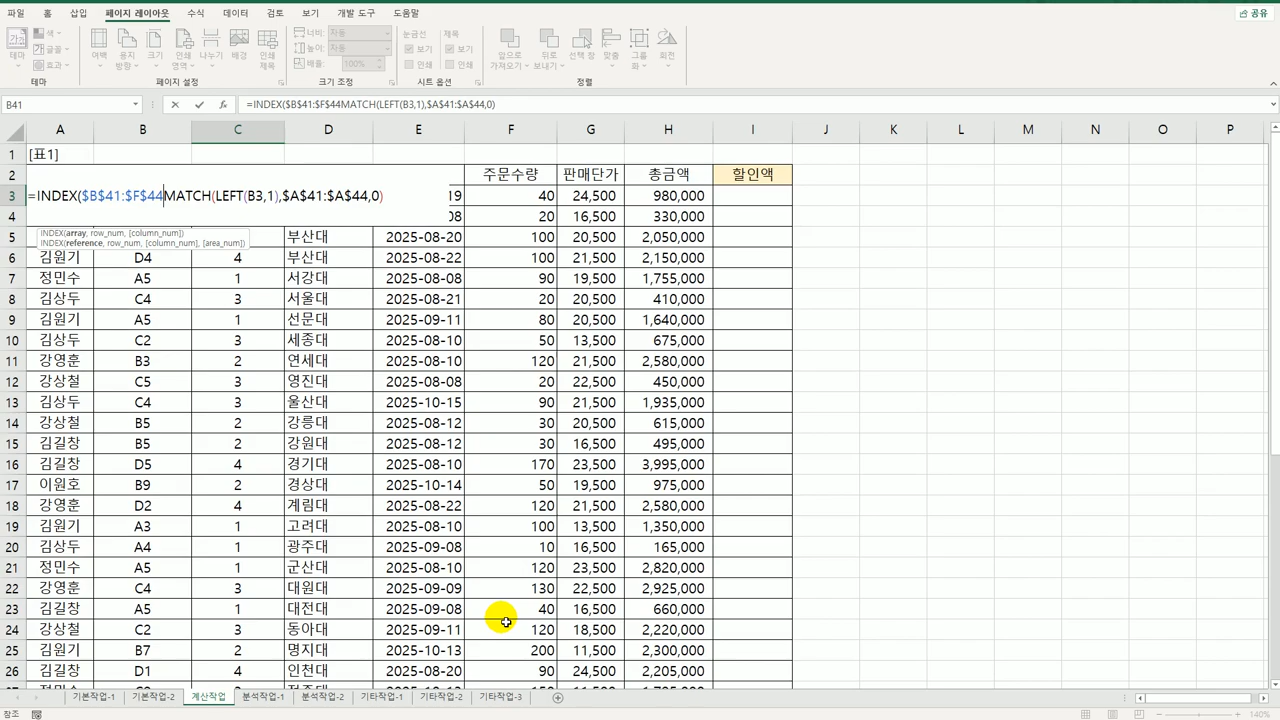 파일 홈 삽입 페이지 레이아웃 수식 데이터 검토 보기 개발 도구 도움말 공유
가가 색 너비: 자동 눈금선 제목
글꼴 높이: 자동 보기 보기
테마 효과 여백 용지 방향 크기 인쇄 영역 나누기 배경 인쇄 제목 배율: 100% 인쇄 인쇄 앞으로 가져오기 뒤로 보내기 선택 창 맞춤 그룹화 회전
테마 페이지 설정 크기 조정 시트 옵션 정렬
B41 fx =INDEX($B$41:$F$44MATCH(LEFT(B3,1),$A$41:$A$44,0)
A B C D E F G H I J K L M N O P
1 [표1]
2 주문수량 판매단가 총금액 할인액
3 =INDEX($B$41:$F$44MATCH(LEFT(B3,1),$A$41:$A$44,0) 19 40 24,500 980,000
4 08 20 16,500 330,000
INDEX(array, row_num, [column_num])
INDEX(reference, row_num, [column_num], [area_num])
5 부산대 2025-08-20 100 20,500 2,050,000
6 김원기 D4 4 부산대 2025-08-22 100 21,500 2,150,000
7 정민수 A5 1 서강대 2025-08-08 90 19,500 1,755,000
8 김상두 C4 3 서울대 2025-08-21 20 20,500 410,000
9 김원기 A5 1 선문대 2025-09-11 80 20,500 1,640,000
10 김상두 C2 3 세종대 2025-08-10 50 13,500 675,000
11 강영훈 B3 2 연세대 2025-08-10 120 21,500 2,580,000
12 강상철 C5 3 영진대 2025-08-08 20 22,500 450,000
13 김상두 C4 3 울산대 2025-10-15 90 21,500 1,935,000
14 강상철 B5 2 강릉대 2025-08-12 30 20,500 615,000
15 김길창 B5 2 강원대 2025-08-12 30 16,500 495,000
16 김길창 D5 4 경기대 2025-08-10 170 23,500 3,995,000
17 이원호 B9 2 경상대 2025-10-14 50 19,500 975,000
18 강영훈 D2 4 계림대 2025-08-22 120 21,500 2,580,000
19 김원기 A3 1 고려대 2025-08-10 100 13,500 1,350,000
20 김상두 A4 1 광주대 2025-09-08 10 16,500 165,000
21 정민수 A5 1 군산대 2025-08-10 120 23,500 2,820,000
22 강영훈 C4 3 대원대 2025-09-09 130 22,500 2,925,000
23 김길창 A5 1 대전대 2025-09-08 40 16,500 660,000
24 강상철 C2 3 동아대 2025-09-11 120 18,500 2,220,000
25 김원기 B7 2 명지대 2025-10-13 200 11,500 2,300,000
26 김길창 D1 4 인천대 2025-08-20 90 24,500 2,205,000
기본작업-1 기본작업-2 계산작업 분석작업-1 분석작업-2 기타작업-1 기타작업-2 기타작업-3
참조 140%